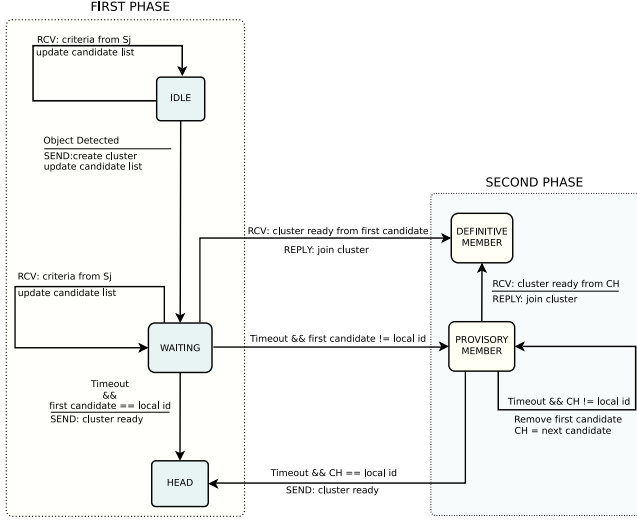 FIRST PHASE
RCV: criteria from Sj
update candidate list
IDLE
Object Detected
SEND:create cluster
update candidate list
SECOND PHASE
RCV: cluster ready from first candidate
REPLY: join cluster
DEFINITIVE
MEMBER
RCV: criteria from Sj
update candidate list
RCV: cluster ready from CH
REPLY: join cluster
WAITING
Timeout && first candidate != local id
PROVISORY
MEMBER
Timeout
&&
first candidate == local id
SEND: cluster ready
Timeout && CH != local id
Remove first candidate
CH = next candidate
HEAD
Timeout && CH == local id
SEND: cluster ready